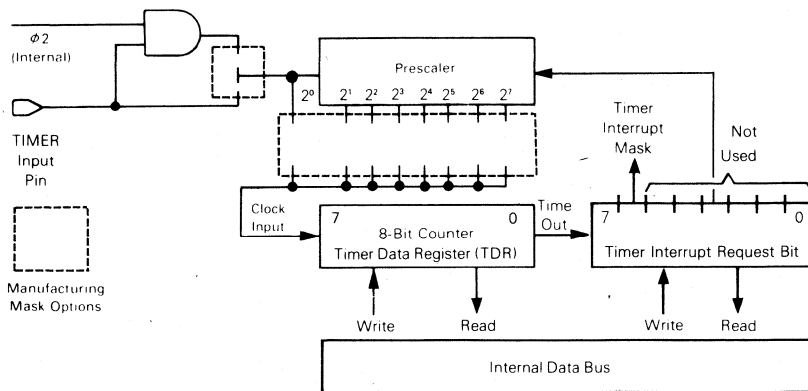 φ2
(Internal)
TIMER
Input
Pin
Manufacturing
Mask Options
Prescaler
2⁰ 2¹ 2² 2³ 2⁴ 2⁵ 2⁶ 2⁷
Clock
Input
7 0
8-Bit Counter
Timer Data Register (TDR)
Write Read
Time
Out
Timer
Interrupt
Mask
Not
Used
7 0
Timer Interrupt Request Bit
Write Read
Internal Data Bus